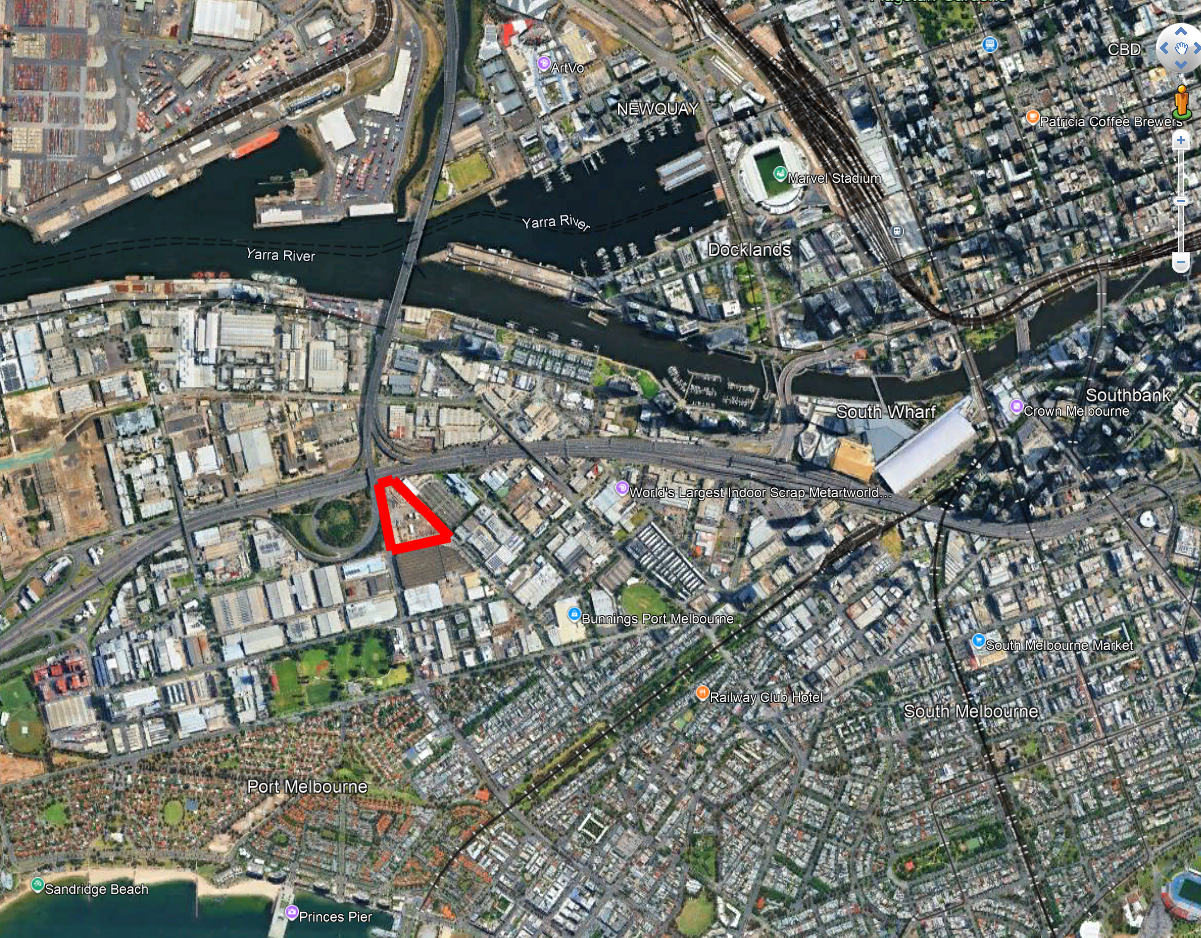 CBD
ArtVo
NEWQUAY
Patricia Coffee Brewers
Marvel Stadium
Yarra River
Yarra River
Docklands
Southbank
South Wharf
Crown Melbourne
World's Largest Indoor Scrap Metartworld...
Bunnings Port Melbourne
South Melbourne Market
Railway Club Hotel
South Melbourne
Port Melbourne
Sandridge Beach
Princes Pier